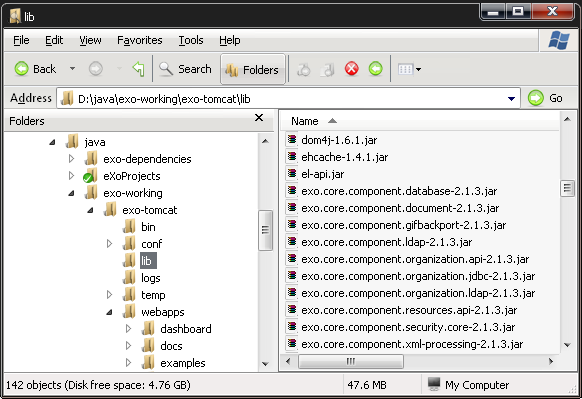 lib
File Edit View Favorites Tools Help
Back Search Folders
Address D:\java\exo-working\exo-tomcat\lib Go
Folders
java
exo-dependencies
eXoProjects
exo-working
exo-tomcat
bin
conf
lib
logs
temp
webapps
dashboard
docs
examples
Name
dom4j-1.6.1.jar
ehcache-1.4.1.jar
el-api.jar
exo.core.component.database-2.1.3.jar
exo.core.component.document-2.1.3.jar
exo.core.component.gifbackport-2.1.3.jar
exo.core.component.ldap-2.1.3.jar
exo.core.component.organization.api-2.1.3.jar
exo.core.component.organization.jdbc-2.1.3.jar
exo.core.component.organization.ldap-2.1.3.jar
exo.core.component.resources.api-2.1.3.jar
exo.core.component.security.core-2.1.3.jar
exo.core.component.xml-processing-2.1.3.jar
142 objects (Disk free space: 4.76 GB) 47.6 MB My Computer